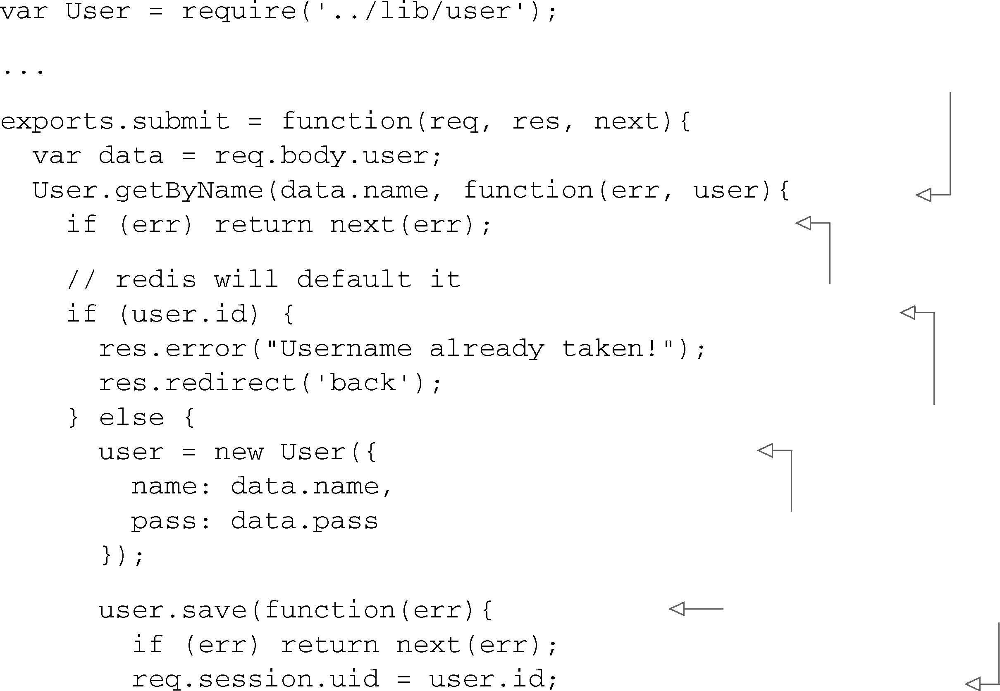 var User = require('../lib/user');
...
exports.submit = function(req, res, next){
  var data = req.body.user;
  User.getByName(data.name, function(err, user){
    if (err) return next(err);
    // redis will default it
    if (user.id) {
      res.error("Username already taken!");
      res.redirect('back');
    } else {
      user = new User({
        name: data.name,
        pass: data.pass
      });
      user.save(function(err){
        if (err) return next(err);
        req.session.uid = user.id;